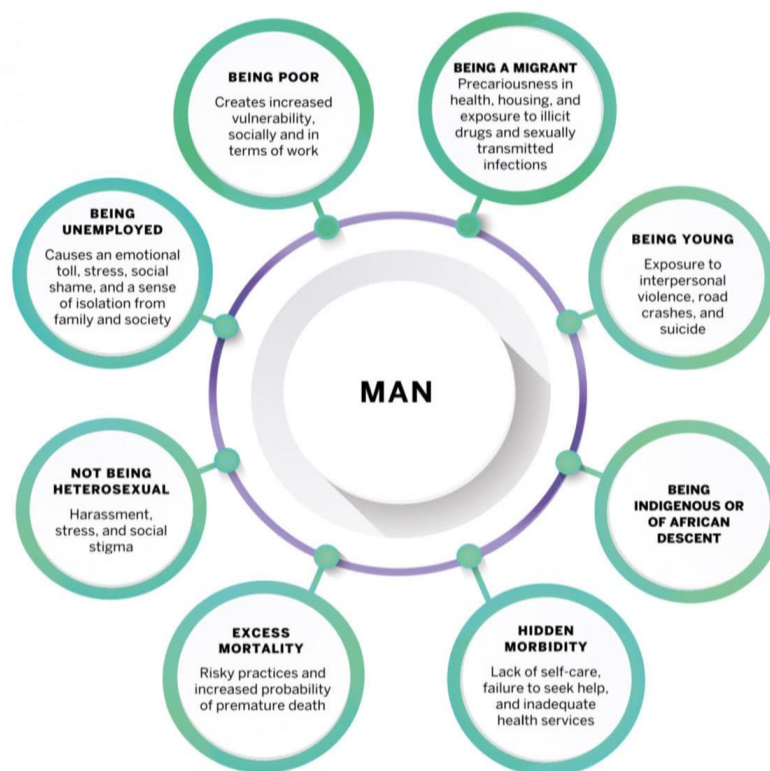 BEING POOR
Creates increased
vulnerability,
socially and in
terms of work
BEING A MIGRANT
Precariousness in
health, housing, and
exposure to illicit
drugs and sexually
transmitted
infections
BEING
UNEMPLOYED
Causes an emotional
toll, stress, social
shame, and a sense
of isolation from
family and society
BEING YOUNG
Exposure to
interpersonal
violence, road
crashes, and
suicide
MAN
NOT BEING
HETEROSEXUAL
Harassment,
stress, and social
stigma
BEING
INDIGENOUS OR
OF AFRICAN
DESCENT
EXCESS
MORTALITY
Risky practices and
increased probability
of premature death
HIDDEN
MORBIDITY
Lack of self-care,
failure to seek help,
and inadequate
health services